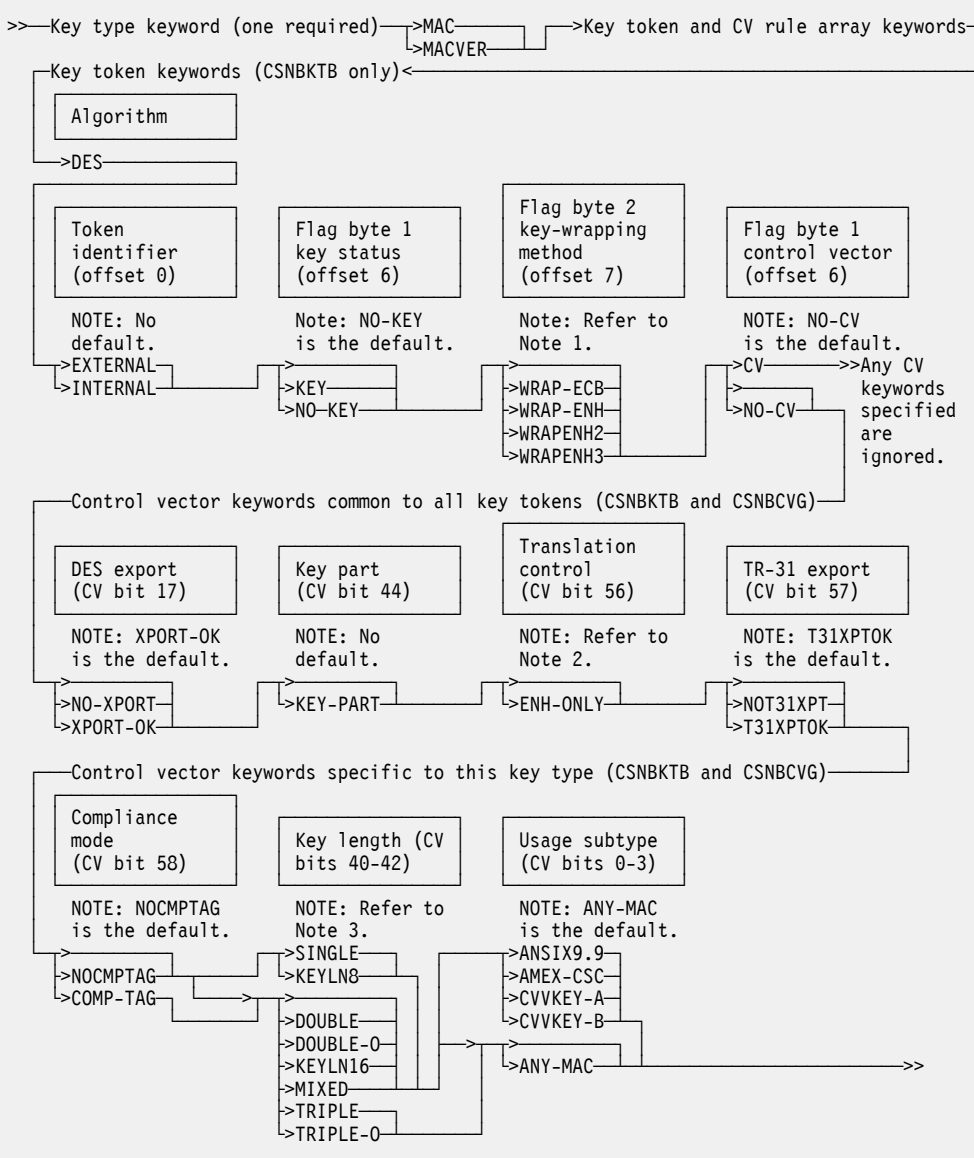 >>—Key type keyword (one required)—>MAC >Key token and CV rule array keywords—
>MACVER
Key token keywords (CSNBKTB only)<
Algorithm
>DES
Token
identifier
(offset 0)
Flag byte 1
key status
(offset 6)
Flag byte 2
key-wrapping
method
(offset 7)
Flag byte 1
control vector
(offset 6)
NOTE: No
default.
Note: NO-KEY
is the default.
Note: Refer to
Note 1.
NOTE: NO-CV
is the default.
>EXTERNAL
>INTERNAL
>
>KEY
>NO-KEY
>
>WRAP-ECB
>WRAP-ENH
>WRAPENH2
>WRAPENH3
>CV >>Any CV
> keywords
>NO-CV specified
are
ignored.
Control vector keywords common to all key tokens (CSNBKTB and CSNBCVG)
DES export
(CV bit 17)
Key part
(CV bit 44)
Translation
control
(CV bit 56)
TR-31 export
(CV bit 57)
NOTE: XPORT-OK
is the default.
NOTE: No
default.
NOTE: Refer to
Note 2.
NOTE: T31XPTOK
is the default.
>
>NO-XPORT
>XPORT-OK
>
>KEY-PART
>
>ENH-ONLY
>
>NOT31XPT
>T31XPTOK
Control vector keywords specific to this key type (CSNBKTB and CSNBCVG)
Compliance
mode
(CV bit 58)
Key length (CV
bits 40-42)
Usage subtype
(CV bits 0-3)
NOTE: NOCMPTAG
is the default.
NOTE: Refer to
Note 3.
NOTE: ANY-MAC
is the default.
>
>NOCMPTAG
>COMP-TAG
>SINGLE
>KEYLN8
>
>DOUBLE
>DOUBLE-O
>KEYLN16
>MIXED
>TRIPLE
>TRIPLE-O
>ANSIX9.9
>AMEX-CSC
>CVVKEY-A
>CVVKEY-B
>
>ANY-MAC >>